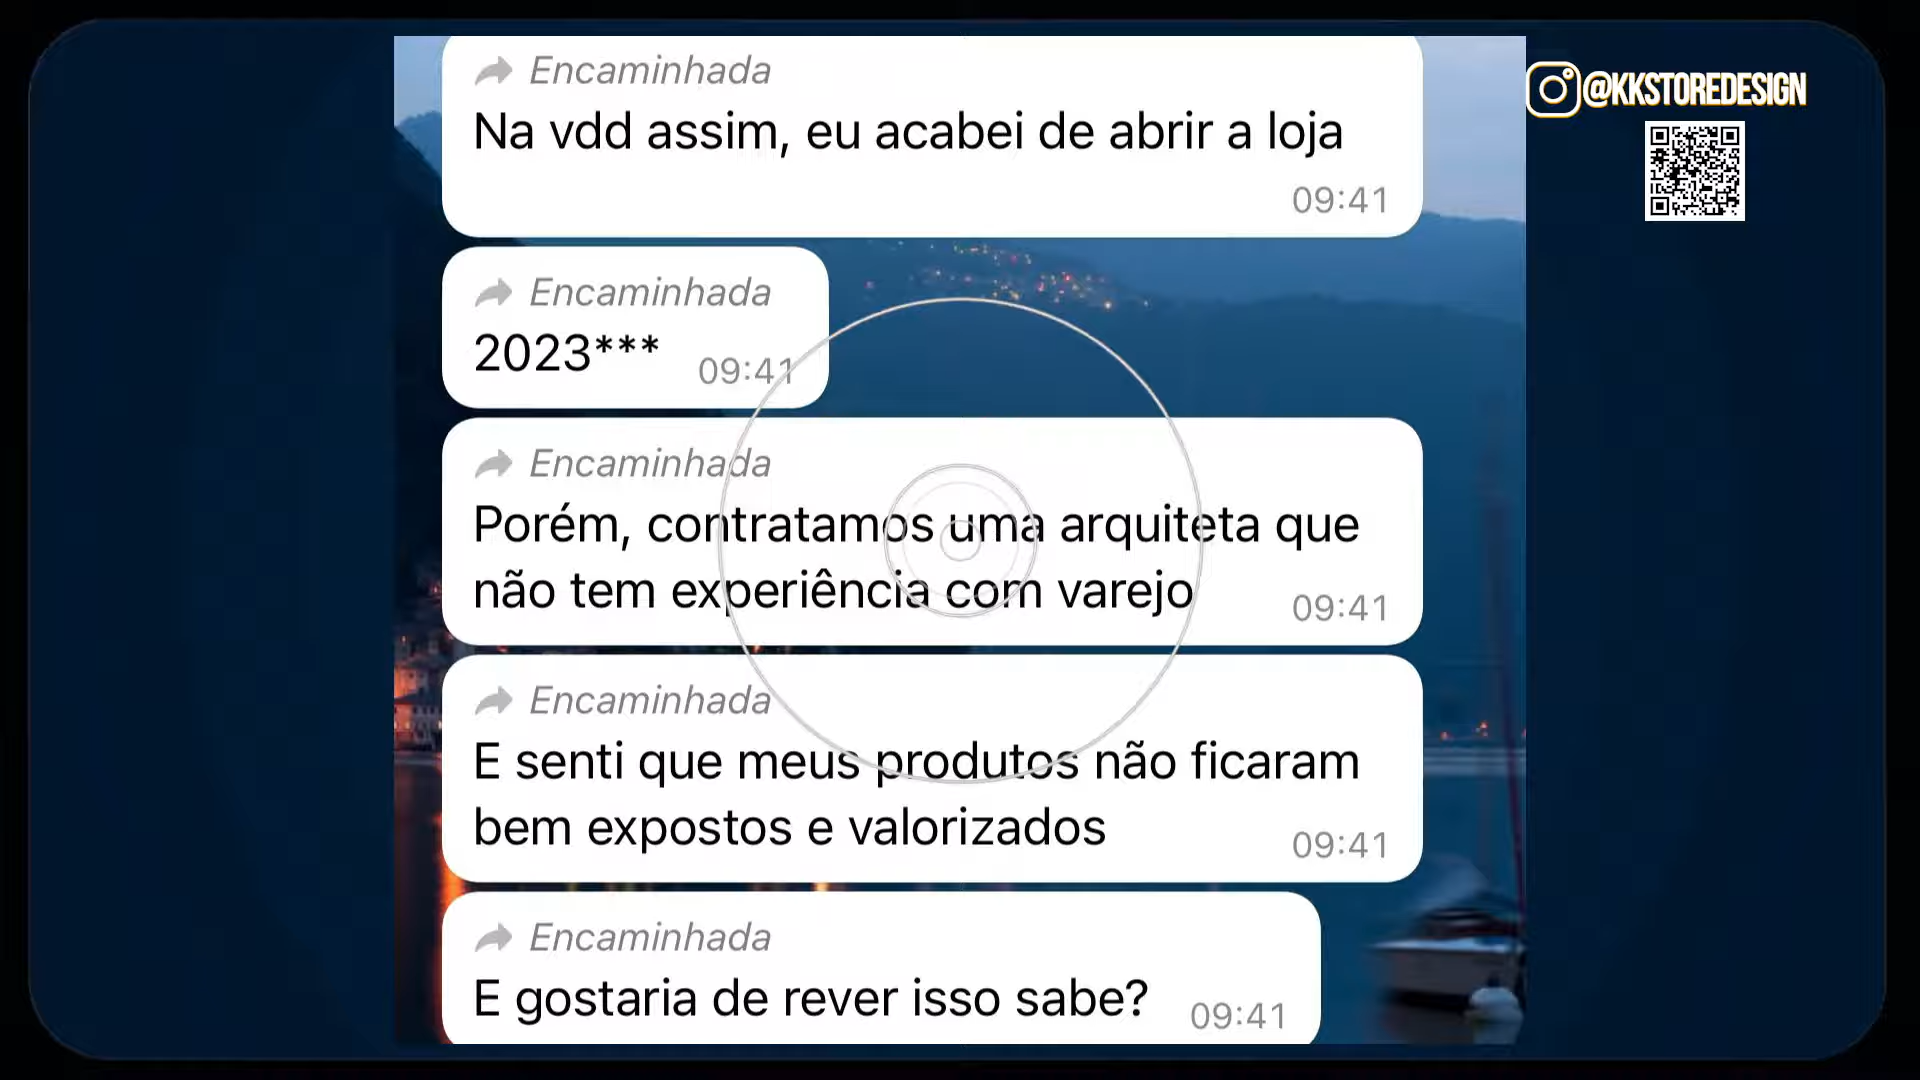 Encaminhada
Na vdd assim, eu acabei de abrir a loja
09:41
Encaminhada
2023***
09:41
Encaminhada
Porém, contratamos uma arquiteta que
não tem experiência com varejo
09:41
Encaminhada
E senti que meus produtos não ficaram
bem expostos e valorizados
09:41
Encaminhada
E gostaria de rever isso sabe?
09:41
@KKSTOREDESIGN